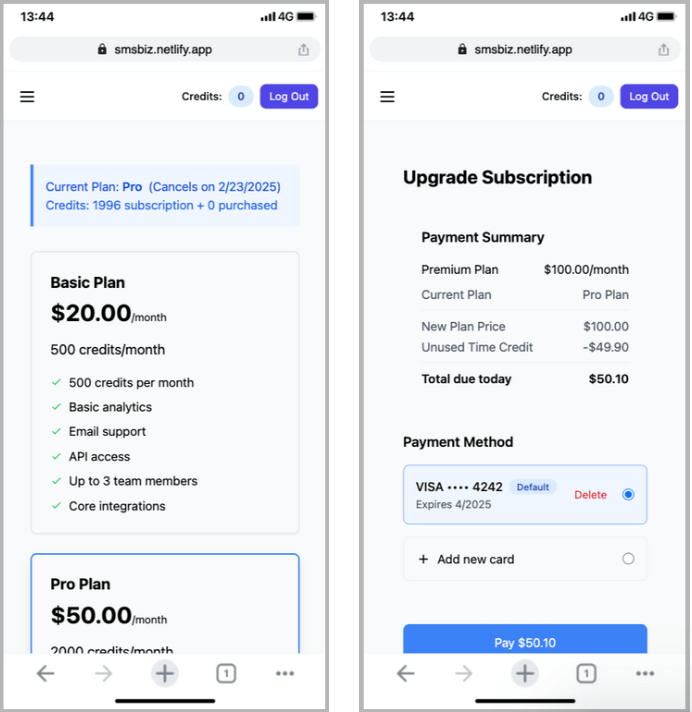 13:44
4G
smsbiz.netlify.app
Credits: 0 Log Out
Current Plan: Pro (Cancels on 2/23/2025)
Credits: 1996 subscription + 0 purchased
Basic Plan
$20.00/month
500 credits/month
500 credits per month
Basic analytics
Email support
API access
Up to 3 team members
Core integrations
Pro Plan
$50.00/month
2000 credits/month
1
13:44
4G
smsbiz.netlify.app
Credits: 0 Log Out
Upgrade Subscription
Payment Summary
Premium Plan $100.00/month
Current Plan Pro Plan
New Plan Price $100.00
Unused Time Credit -$49.90
Total due today $50.10
Payment Method
VISA •••• 4242 Default
Expires 4/2025
Delete
+ Add new card
Pay $50.10
1